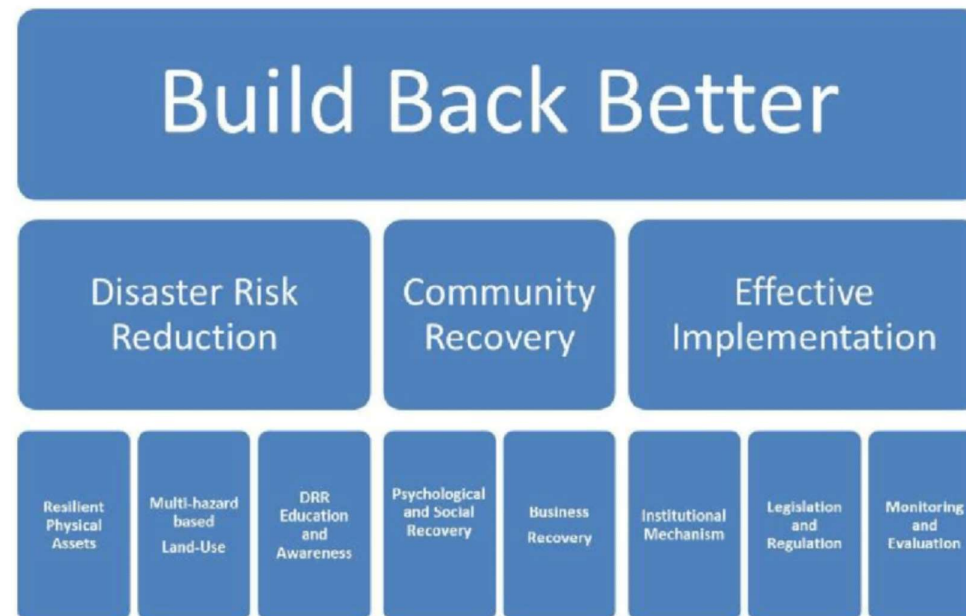 Build Back Better
Disaster Risk
Reduction
Community
Recovery
Effective
Implementation
Resilient
Physical
Assets
Multi-hazard
based
Land-Use
DRR
Education
and
Awareness
Psychological
and Social
Recovery
Business
Recovery
Institutional
Mechanism
Legislation
and
Regulation
Monitoring
and
Evaluation